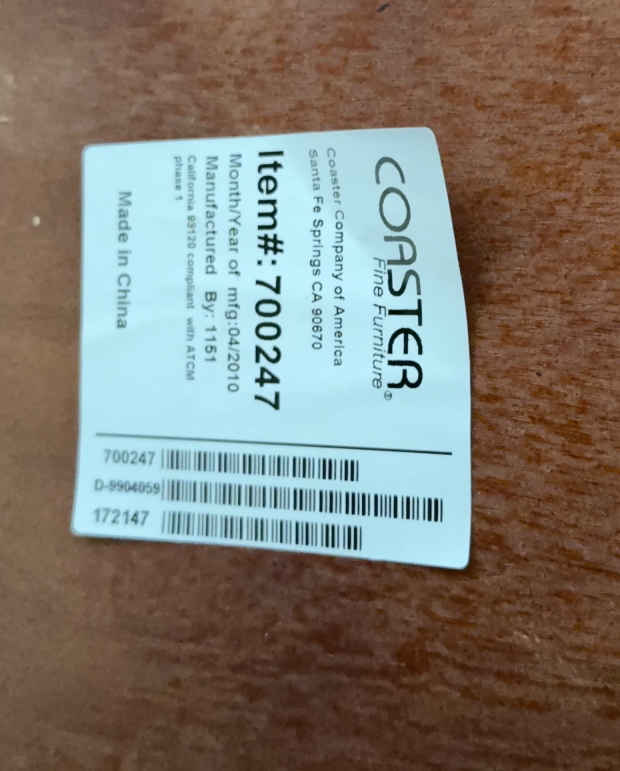 COASTER®
Fine Furniture
Coaster Company of America
Santa Fe Springs CA 90670
Item#: 700247
Month/Year of mfg:04/2010
Manufactured By: 1151
California 93120 compliant with ATCM
phase 1
Made in China
700247
D-9904059
172147